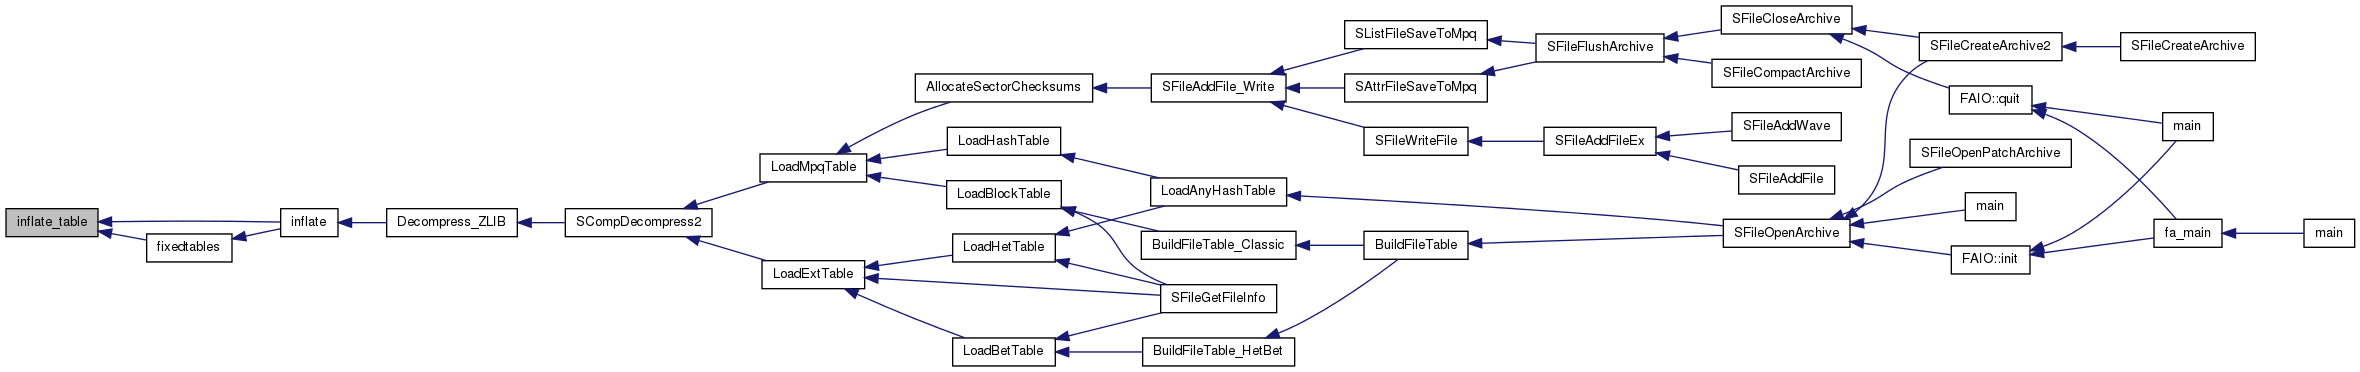 inflate_table
fixedtables
inflate
Decompress_ZLIB
SCompDecompress2
LoadMpqTable
LoadExtTable
AllocateSectorChecksums
LoadHashTable
LoadBlockTable
LoadHetTable
LoadBetTable
SFileAddFile_Write
LoadAnyHashTable
BuildFileTable_Classic
SFileGetFileInfo
BuildFileTable_HetBet
SListFileSaveToMpq
SAttrFileSaveToMpq
SFileWriteFile
BuildFileTable
SFileFlushArchive
SFileAddFileEx
SFileCloseArchive
SFileCompactArchive
SFileAddWave
SFileAddFile
SFileOpenArchive
SFileCreateArchive2
FAIO::quit
SFileOpenPatchArchive
main
FAIO::init
SFileCreateArchive
main
fa_main
main